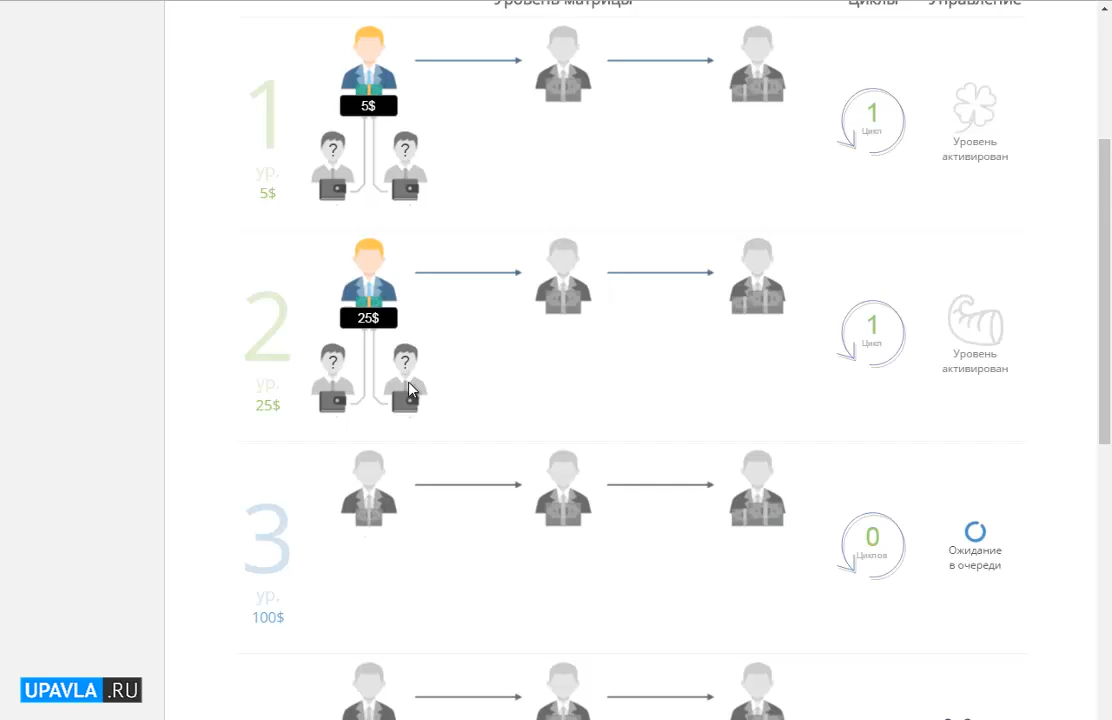 Уровень матрицы Циклы Управление
5$
1
1
Цикл
Уровень
активирован
? ?
ур.
5$
25$
2
1
Цикл
Уровень
активирован
? ?
ур.
25$
3
0
Циклов
Ожидание
в очереди
ур.
100$
UPAVLA .RU